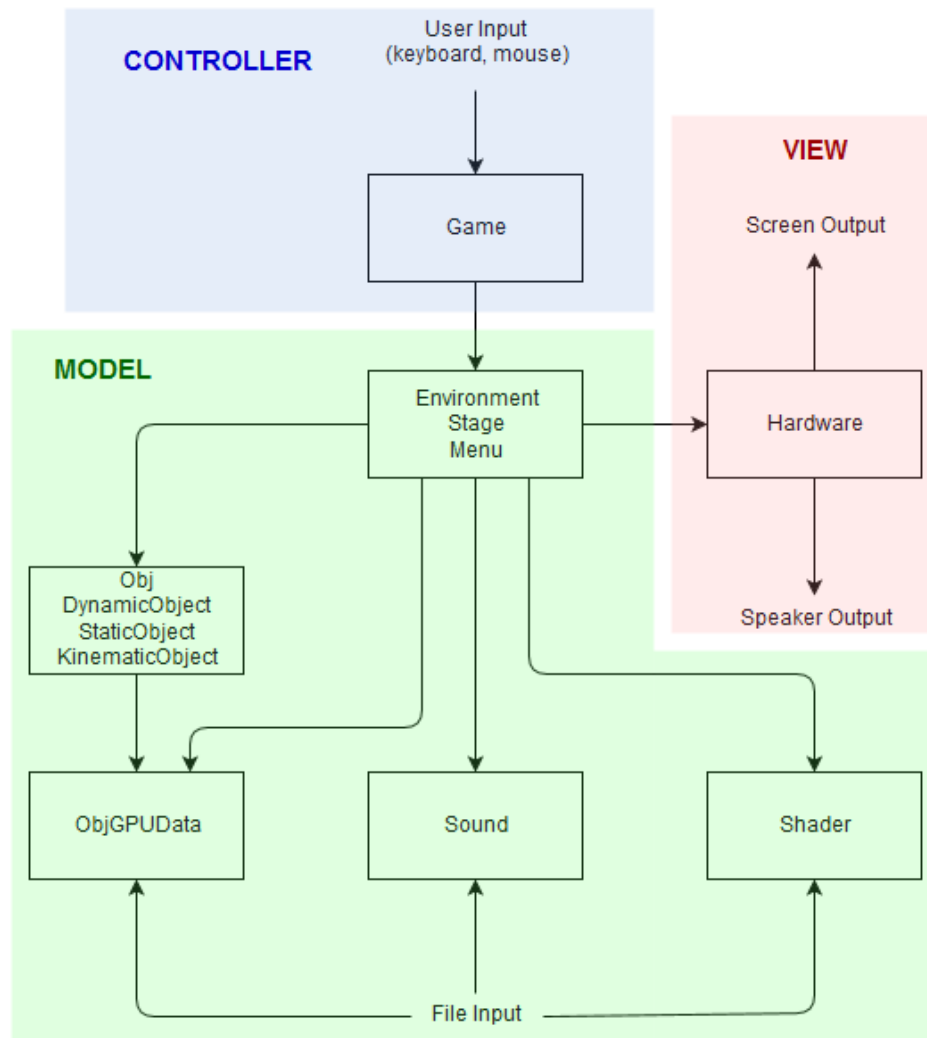 User Input
(keyboard, mouse)
CONTROLLER
VIEW
Game
Screen Output
MODEL
Environment
Stage
Menu
Hardware
Obj
DynamicObject
StaticObject
KinematicObject
Speaker Output
ObjGPUData
Sound
Shader
File Input